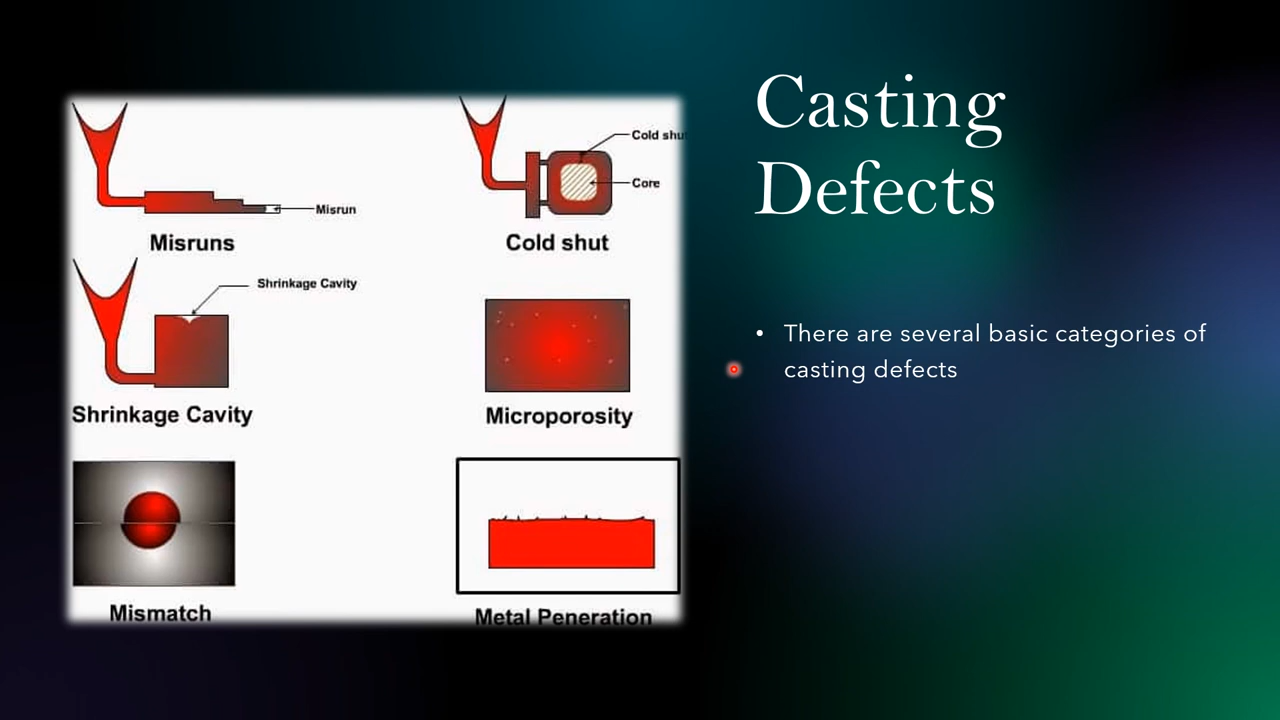 Casting
Defects
• There are several basic categories of
casting defects
Misrun
Misruns
Cold shut
Core
Cold shut
Shrinkage Cavity
Shrinkage Cavity
Microporosity
Mismatch
Metal Peneration